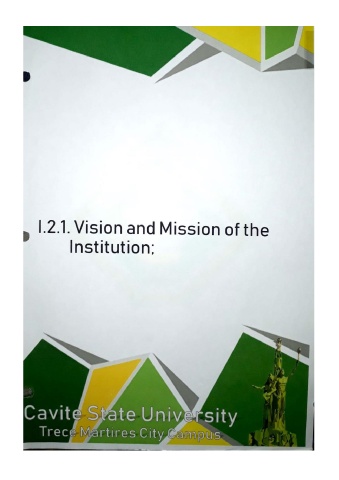 I.2.1. Vision and Mission of the
Institution;
Cavite State University
Trece Martires City Campus